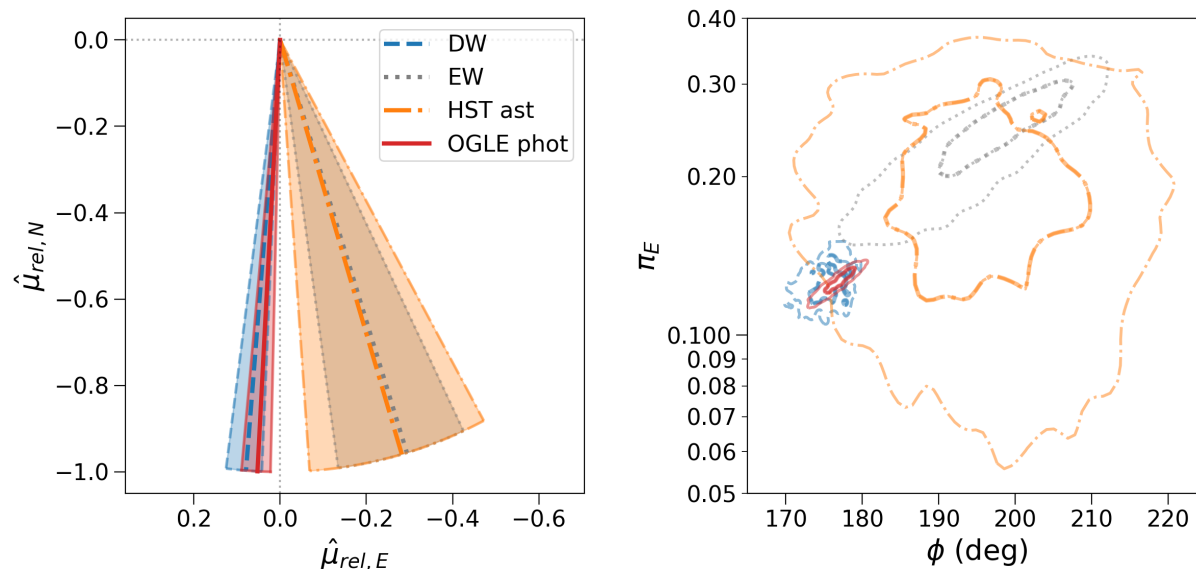 0.0
−0.2
−0.4
−0.6
−0.8
−1.0
μ̂rel, N
0.2 0.0 −0.2 −0.4 −0.6
μ̂rel, E
DW
EW
HST ast
OGLE phot
0.40
0.30
0.20
0.100
0.09
0.08
0.07
0.06
0.05
πE
170 180 190 200 210 220
ϕ (deg)